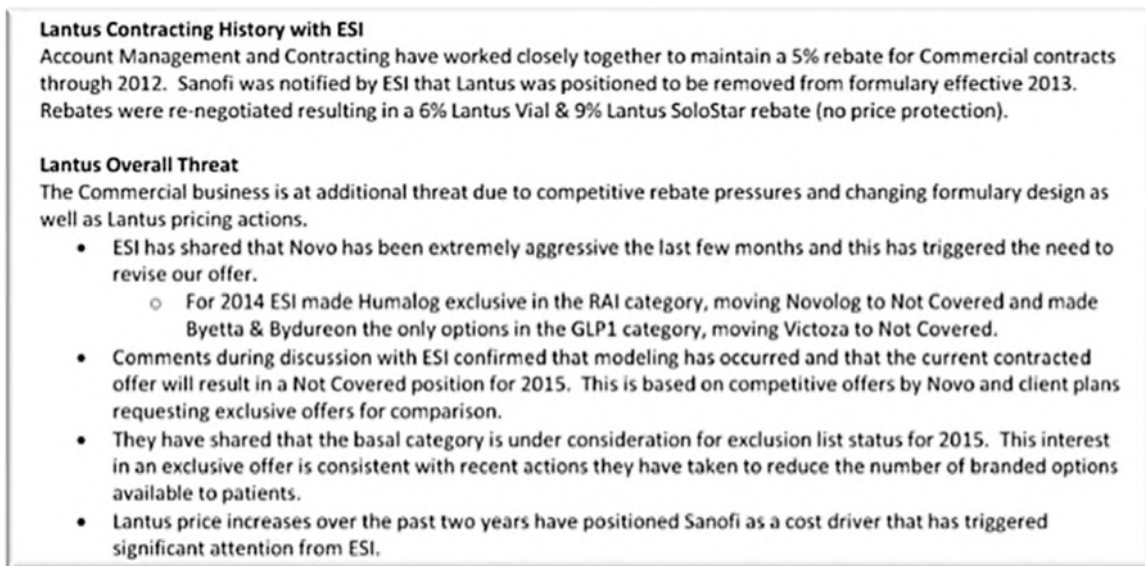 Lantus Contracting History with ESI
Account Management and Contracting have worked closely together to maintain a 5% rebate for Commercial contracts
through 2012.  Sanofi was notified by ESI that Lantus was positioned to be removed from formulary effective 2013.
Rebates were re-negotiated resulting in a 6% Lantus Vial & 9% Lantus SoloStar rebate (no price protection).
Lantus Overall Threat
The Commercial business is at additional threat due to competitive rebate pressures and changing formulary design as
well as Lantus pricing actions.
• ESI has shared that Novo has been extremely aggressive the last few months and this has triggered the need to
revise our offer.
○ For 2014 ESI made Humalog exclusive in the RAI category, moving Novolog to Not Covered and made
Byetta & Bydureon the only options in the GLP1 category, moving Victoza to Not Covered.
• Comments during discussion with ESI confirmed that modeling has occurred and that the current contracted
offer will result in a Not Covered position for 2015.  This is based on competitive offers by Novo and client plans
requesting exclusive offers for comparison.
• They have shared that the basal category is under consideration for exclusion list status for 2015.  This interest
in an exclusive offer is consistent with recent actions they have taken to reduce the number of branded options
available to patients.
• Lantus price increases over the past two years have positioned Sanofi as a cost driver that has triggered
significant attention from ESI.